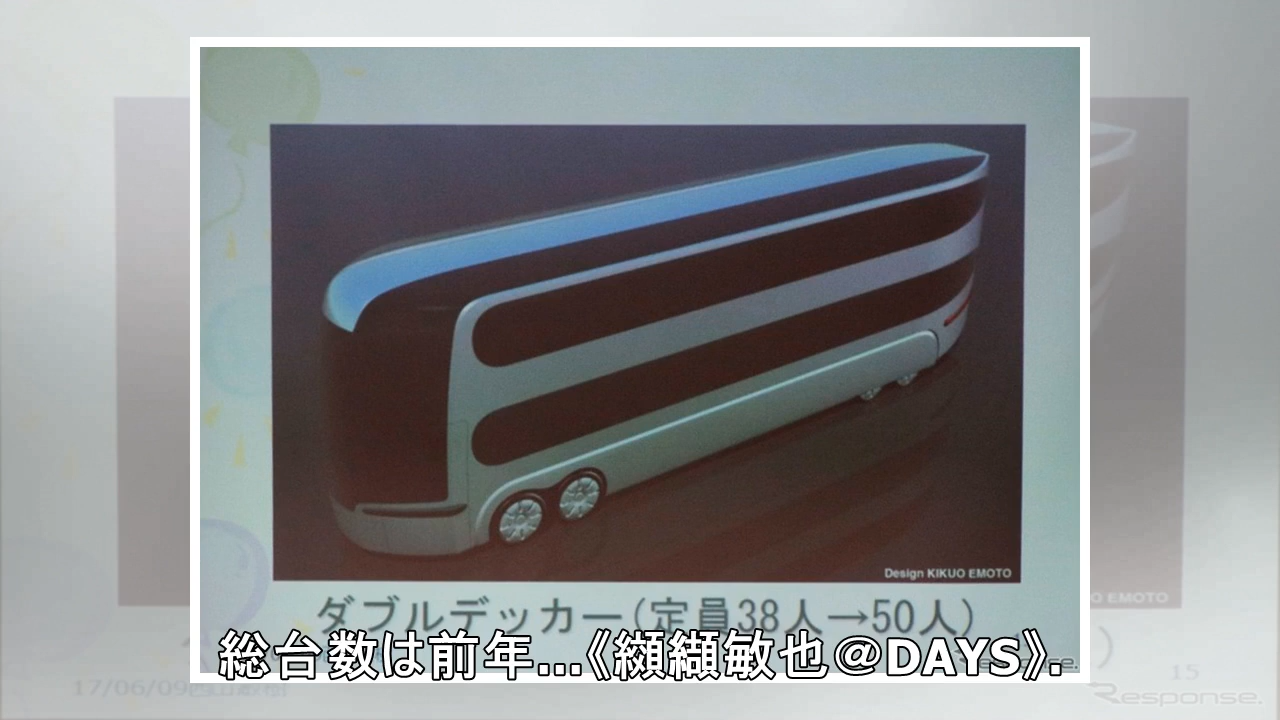 Design KIKUO EMOTO
ダブルデッカー(定員38人→50人)
総台数は前年...《纐纈敏也@DAYS》.
O EMOTO
)
15
17/06/09
Response.